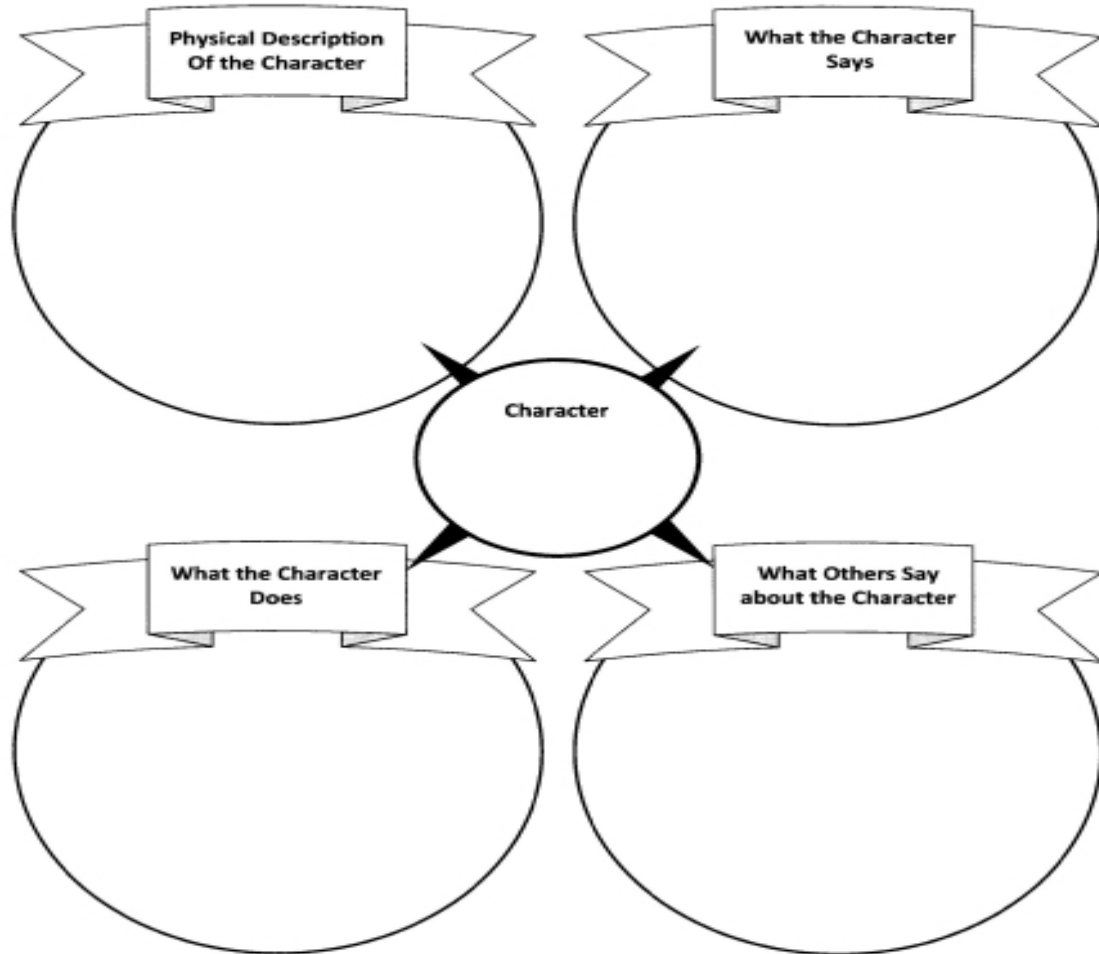 Physical Description
Of the Character
What the Character
Says
Character
What the Character
Does
What Others Say
about the Character